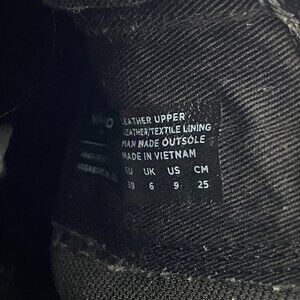 LEATHER UPPER
LEATHER/TEXTILE LINING
MAN MADE OUTSOLE
MADE IN VIETNAM
EU UK US CM
39 6 9 25